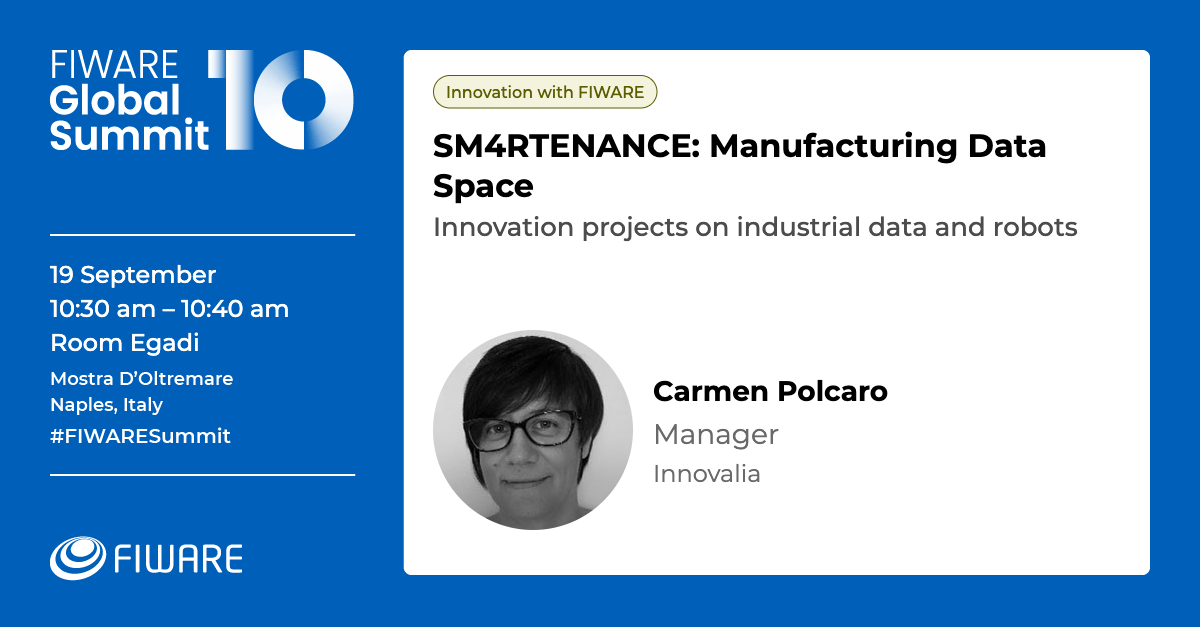 FIWARE
Global
Summit 10
19 September
10:30 am – 10:40 am
Room Egadi
Mostra D’Oltremare
Naples, Italy
#FIWARESummit
FIWARE
Innovation with FIWARE
SM4RTENANCE: Manufacturing Data
Space
Innovation projects on industrial data and robots
Carmen Polcaro
Manager
Innovalia